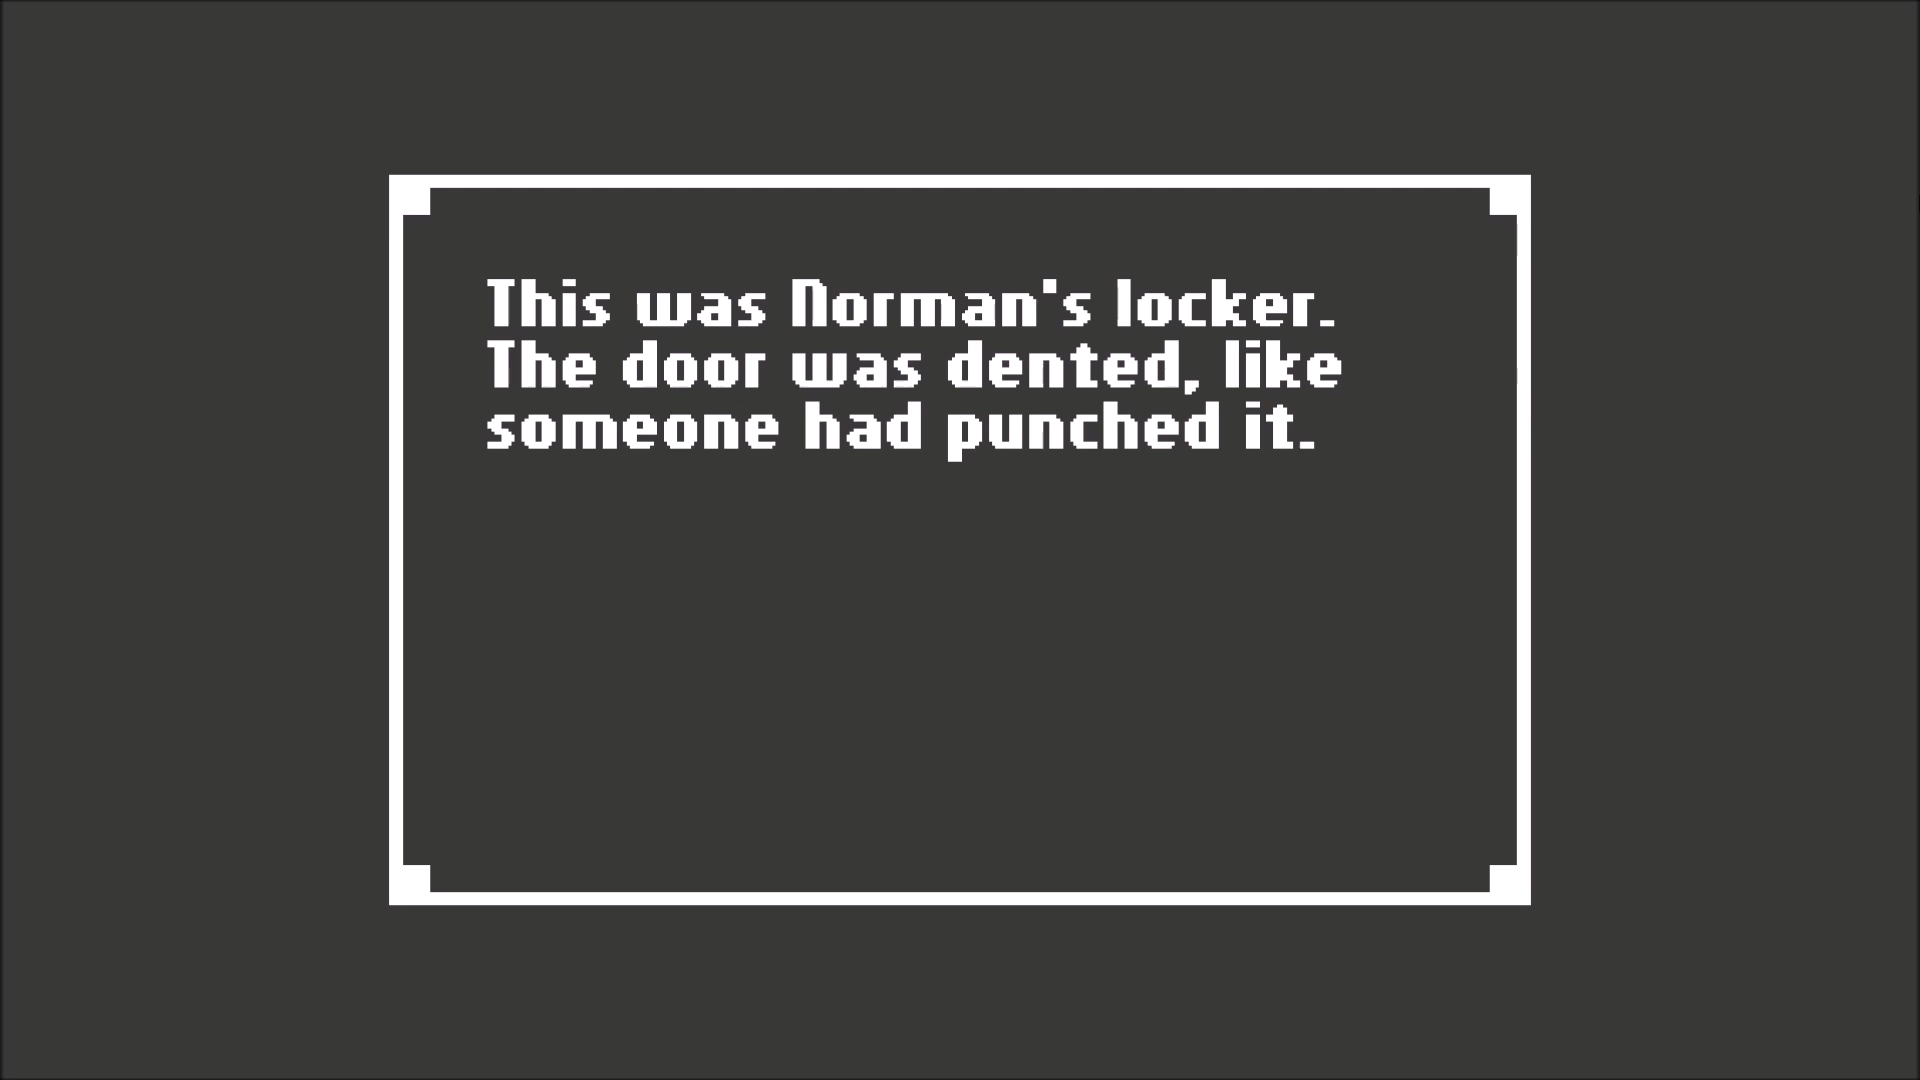 This was Norman's locker.
The door was dented, like
someone had punched it.